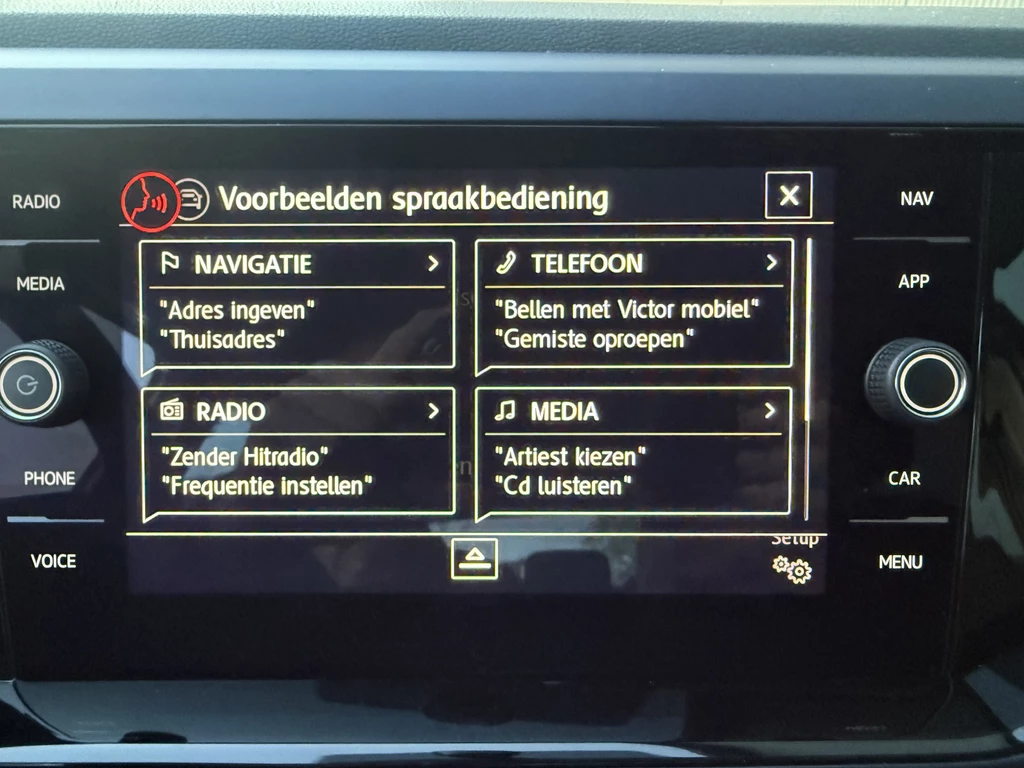 RADIO
MEDIA
PHONE
VOICE
Voorbeelden spraakbediening
NAVIGATIE
"Adres ingeven"
"Thuisadres"
TELEFOON
"Bellen met Victor mobiel"
"Gemiste oproepen"
RADIO
"Zender Hitradio"
"Frequentie instellen"
MEDIA
"Artiest kiezen"
"Cd luisteren"
Setup
NAV
APP
CAR
MENU